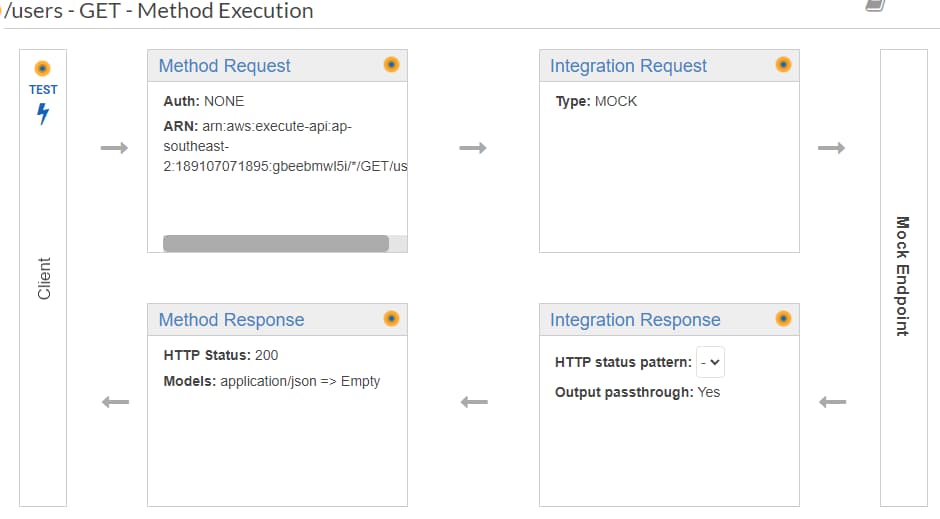 /users - GET - Method Execution
TEST
Client
Method Request
Auth: NONE
ARN: arn:aws:execute-api:ap-
southeast-
2:189107071895:gbeebmwl5i/*/GET/us
Integration Request
Type: MOCK
Mock Endpoint
Method Response
HTTP Status: 200
Models: application/json => Empty
Integration Response
HTTP status pattern: -
Output passthrough: Yes